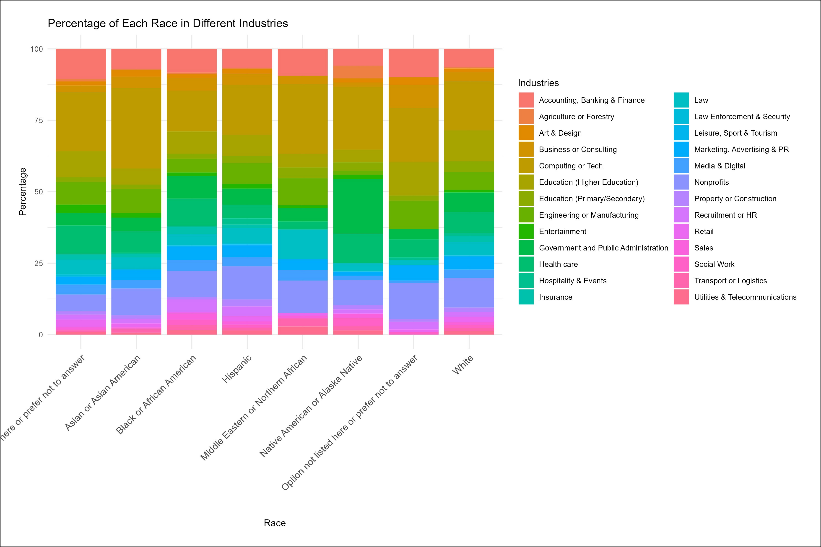 Percentage of Each Race in Different Industries
100
75
50
25
0
Percentage
here or prefer not to answer
Asian or Asian American
Black or African American
Hispanic
Middle Eastern or Northern African
Native American or Alaska Native
Option not listed here or prefer not to answer
White
Race
Industries
Accounting, Banking & Finance
Agriculture or Forestry
Art & Design
Business or Consulting
Computing or Tech
Education (Higher Education)
Education (Primary/Secondary)
Engineering or Manufacturing
Entertainment
Government and Public Administration
Health care
Hospitality & Events
Insurance
Law
Law Enforcement & Security
Leisure, Sport & Tourism
Marketing, Advertising & PR
Media & Digital
Nonprofits
Property or Construction
Recruitment or HR
Retail
Sales
Social Work
Transport or Logistics
Utilities & Telecommunications